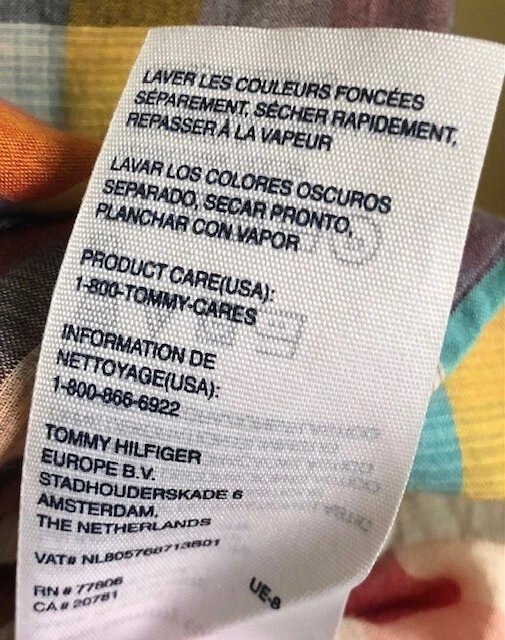 LAVER LES COULEURS FONCÉES
SÉPAREMENT, SÉCHER RAPIDEMENT,
REPASSER À LA VAPEUR
LAVAR LOS COLORES OSCUROS
SEPARADO, SECAR PRONTO,
PLANCHAR CON VAPOR
PRODUCT CARE(USA):
1-800-TOMMY-CARES
INFORMATION DE
NETTOYAGE(USA):
1-800-866-6922
TOMMY HILFIGER
EUROPE B.V.
STADHOUDERSKADE 6
AMSTERDAM.
THE NETHERLANDS
VAT# NL805768713B01
RN # 77806
CA # 20781
UE-8